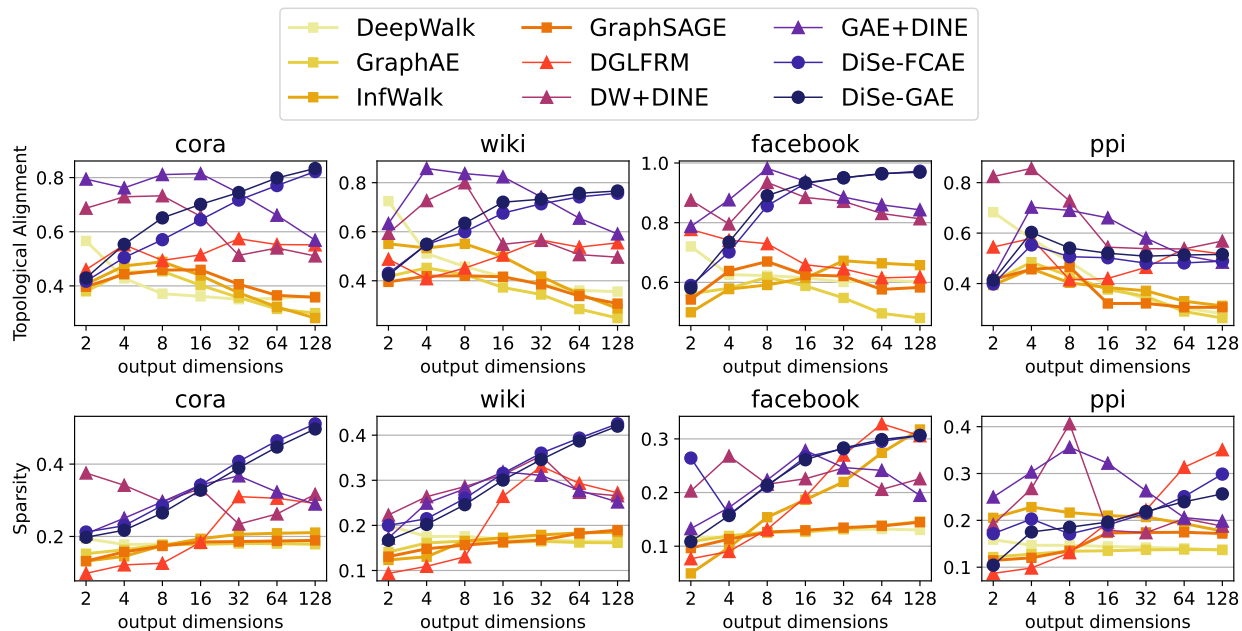 DeepWalk GraphSAGE GAE+DINE
GraphAE DGLFRM DiSe-FCAE
InfWalk DW+DINE DiSe-GAE
cora wiki facebook ppi
Topological Alignment
0.8 0.6 0.4
0.8 0.6 0.4
1.0 0.8 0.6
0.8 0.6 0.4
2 4 8 16 32 64 128 2 4 8 16 32 64 128 2 4 8 16 32 64 128 2 4 8 16 32 64 128
output dimensions output dimensions output dimensions output dimensions
cora wiki facebook ppi
Sparsity
0.4 0.2
0.4 0.3 0.2 0.1
0.3 0.2 0.1
0.4 0.3 0.2 0.1
2 4 8 16 32 64 128 2 4 8 16 32 64 128 2 4 8 16 32 64 128 2 4 8 16 32 64 128
output dimensions output dimensions output dimensions output dimensions